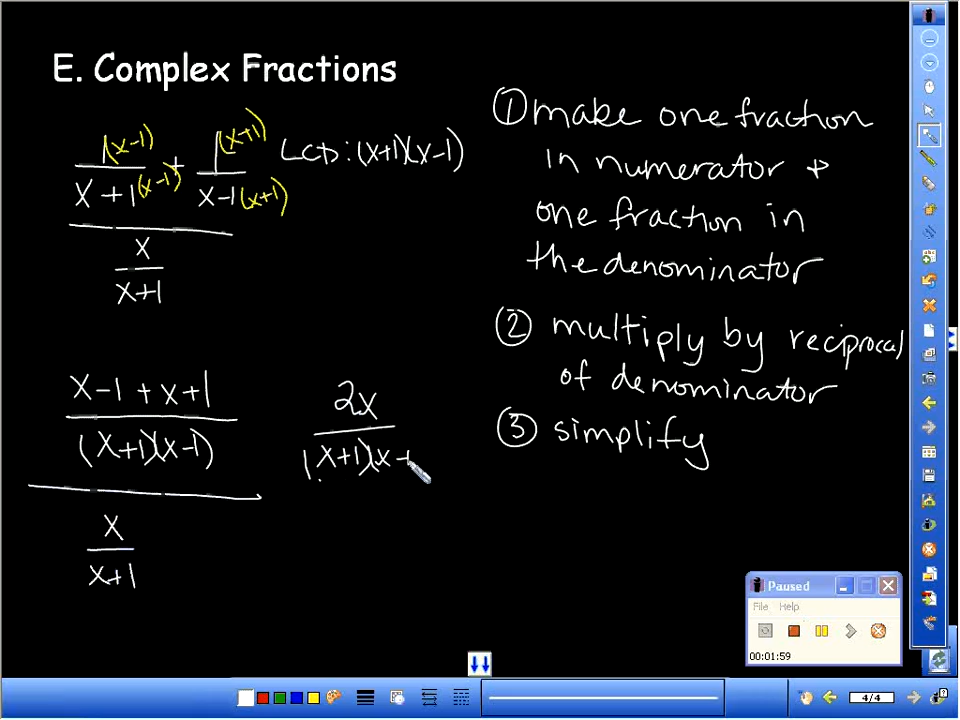 E. Complex Fractions
1(x-1) + 1(x+1) LCD: (x+1)(x-1)
x+1(x-1) x-1(x+1)
x
x+1
① make one fraction
in numerator &
one fraction in
the denominator
② multiply by reciprocal
of denominator
③ simplify
x-1 + x+1
(x+1)(x-1)
x
x+1
2x
(x+1)(x-1
Paused
File Help
00:01:59
4/4